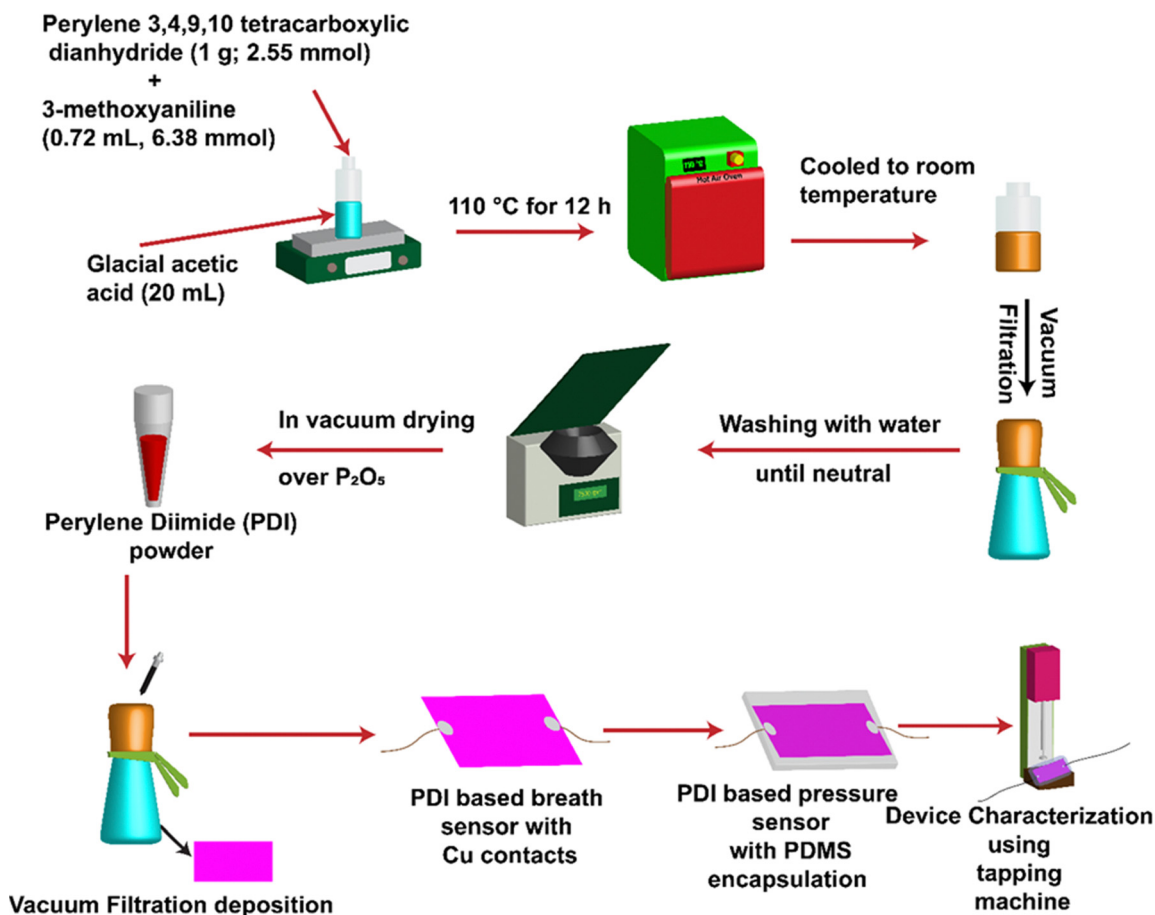 Perylene 3,4,9,10 tetracarboxylic
dianhydride (1 g; 2.55 mmol)
+
3-methoxyaniline
(0.72 mL, 6.38 mmol)
Glacial acetic
acid (20 mL)
110 °C for 12 h
Hot Air Oven
Cooled to room
temperature
Vacuum
Filtration
Washing with water
until neutral
In vacuum drying
over P₂O₅
Perylene Diimide (PDI)
powder
Vacuum Filtration deposition
PDI based breath
sensor with
Cu contacts
PDI based pressure
sensor
with PDMS
encapsulation
Device Characterization
using
tapping
machine